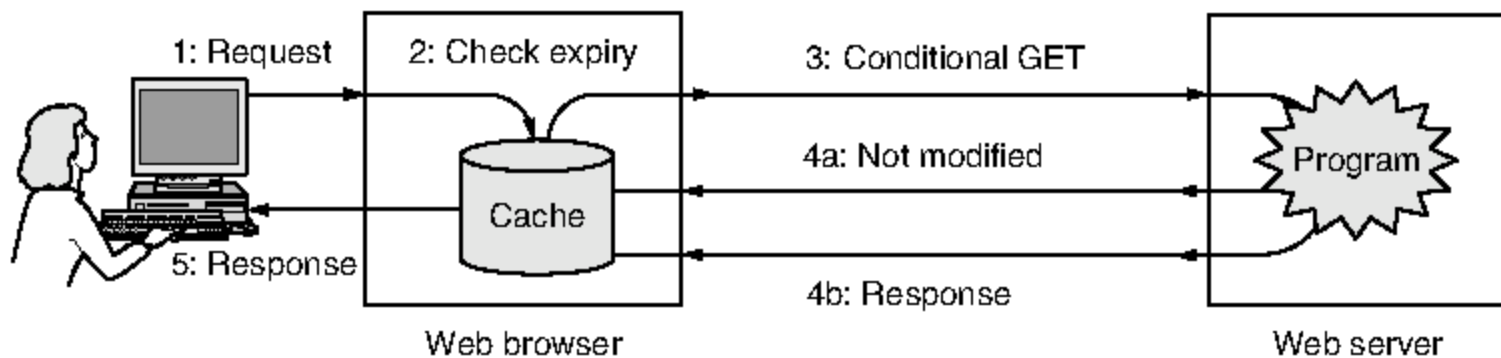 1: Request
2: Check expiry
3: Conditional GET
4a: Not modified
Program
Cache
5: Response
4b: Response
Web browser
Web server